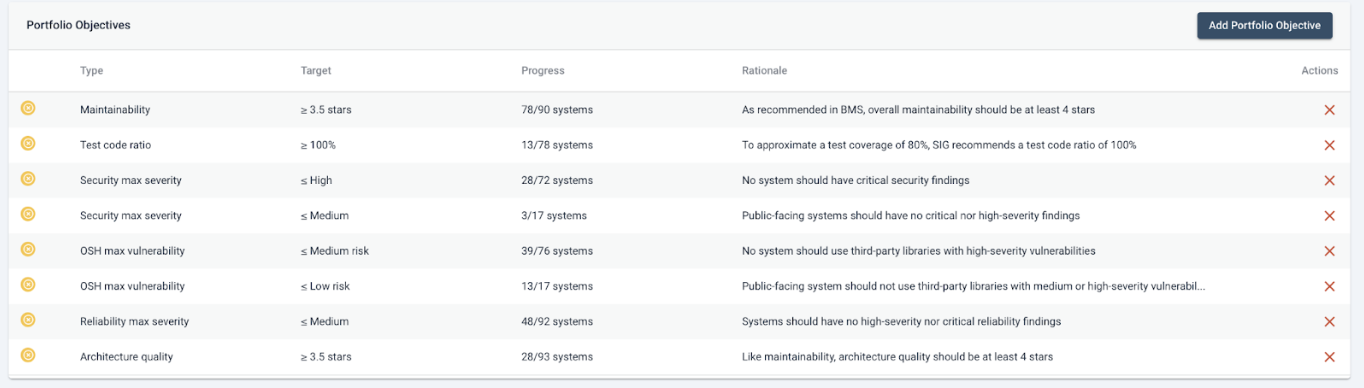 Portfolio Objectives Add Portfolio Objective
Type Target Progress Rationale Actions
Maintainability ≥ 3.5 stars 78/90 systems As recommended in BMS, overall maintainability should be at least 4 stars
Test code ratio ≥ 100% 13/78 systems To approximate a test coverage of 80%, SIG recommends a test code ratio of 100%
Security max severity ≤ High 28/72 systems No system should have critical security findings
Security max severity ≤ Medium 3/17 systems Public-facing systems should have no critical nor high-severity findings
OSH max vulnerability ≤ Medium risk 39/76 systems No system should use third-party libraries with high-severity vulnerabilities
OSH max vulnerability ≤ Low risk 13/17 systems Public-facing system should not use third-party libraries with medium or high-severity vulnerabil...
Reliability max severity ≤ Medium 48/92 systems Systems should have no high-severity nor critical reliability findings
Architecture quality ≥ 3.5 stars 28/93 systems Like maintainability, architecture quality should be at least 4 stars